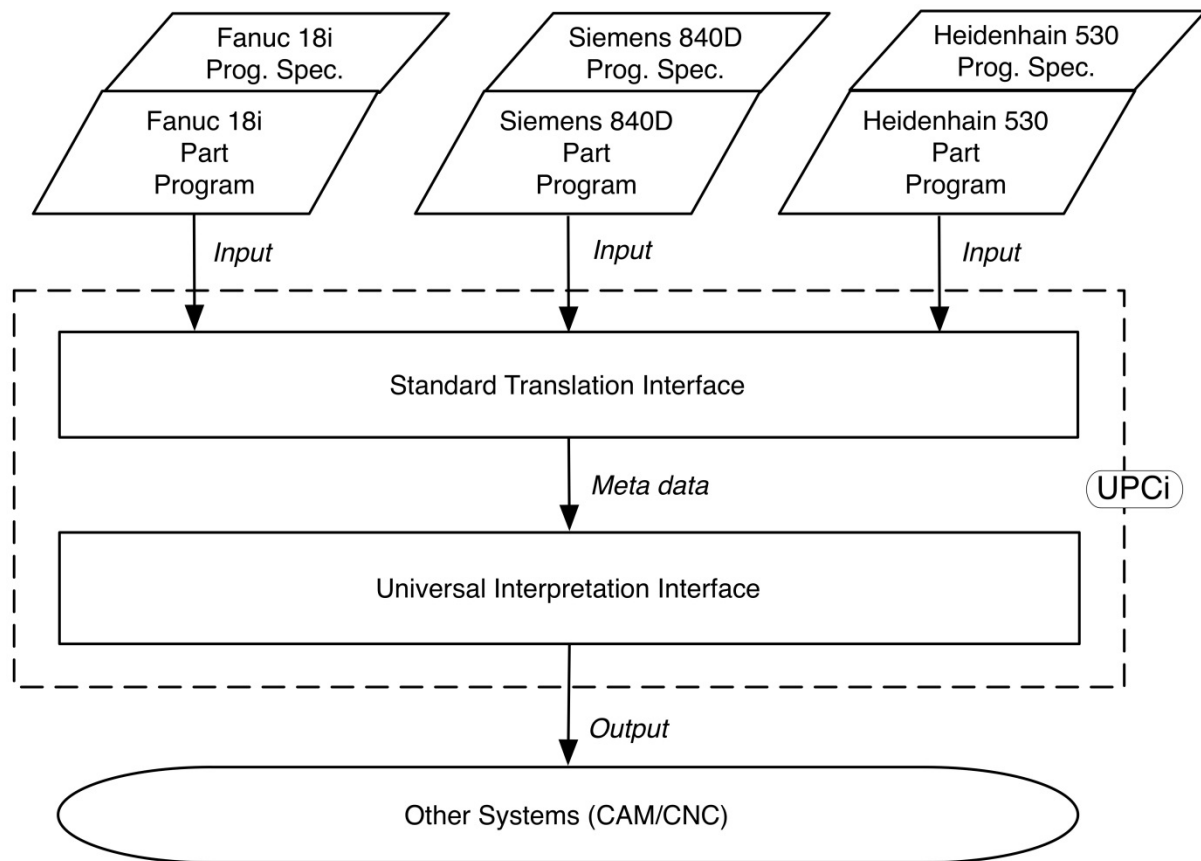 Fanuc 18i
Prog. Spec.
Fanuc 18i
Part
Program
Siemens 840D
Prog. Spec.
Siemens 840D
Part
Program
Heidenhain 530
Prog. Spec.
Heidenhain 530
Part
Program
Input
Input
Input
Standard Translation Interface
Meta data
UPCi
Universal Interpretation Interface
Output
Other Systems (CAM/CNC)